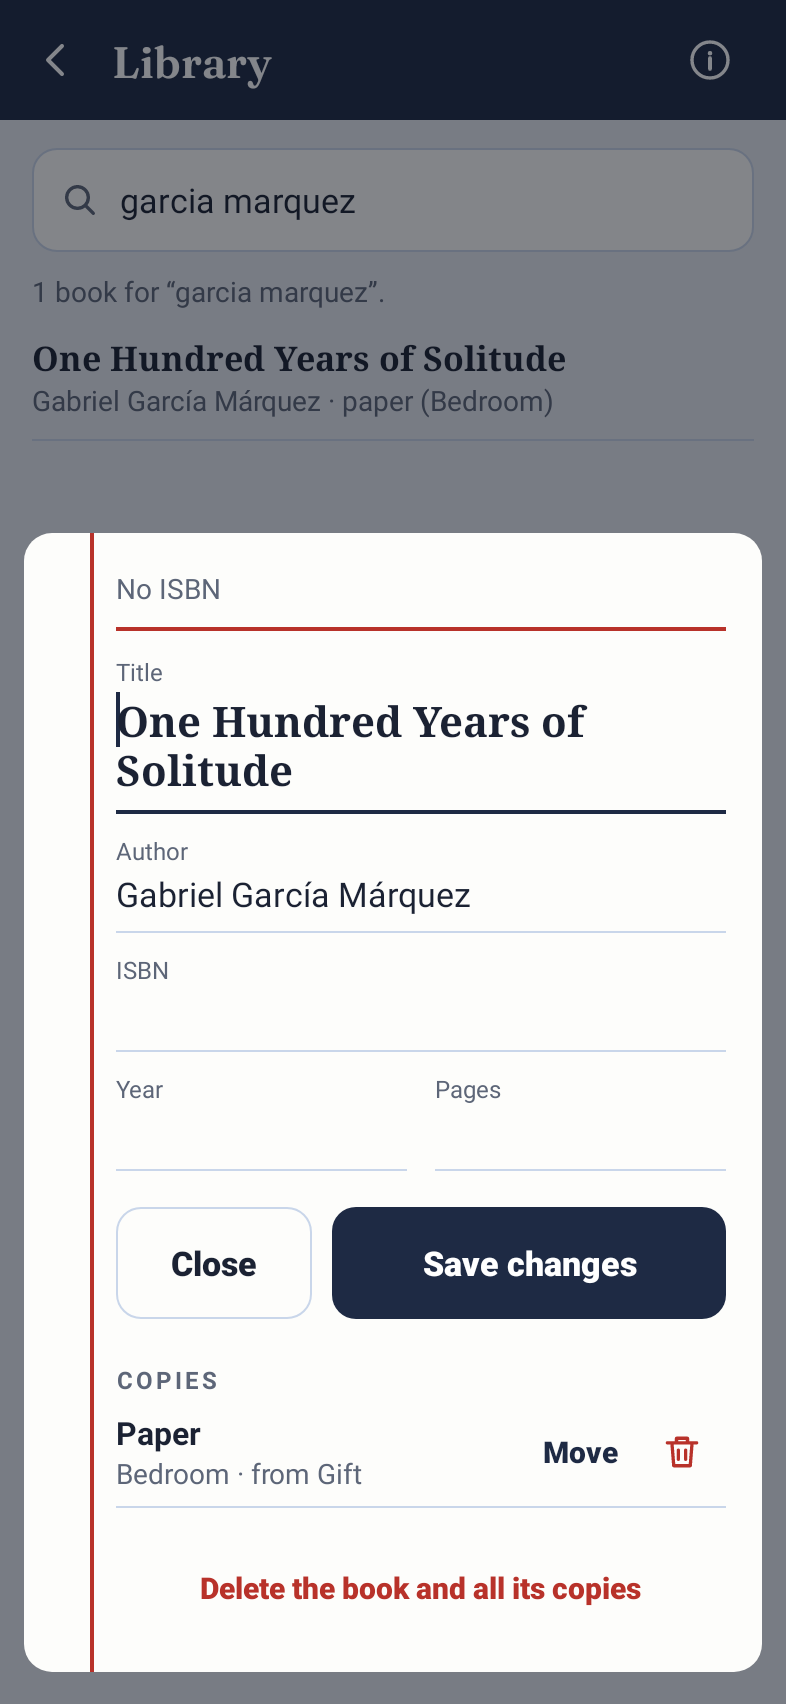 Library
garcia marquez
1 book for “garcia marquez”.
One Hundred Years of Solitude
Gabriel García Márquez · paper (Bedroom)
No ISBN
Title
One Hundred Years of
Solitude
Author
Gabriel García Márquez
ISBN
Year Pages
Close Save changes
COPIES
Paper
Bedroom · from Gift
Move
Delete the book and all its copies